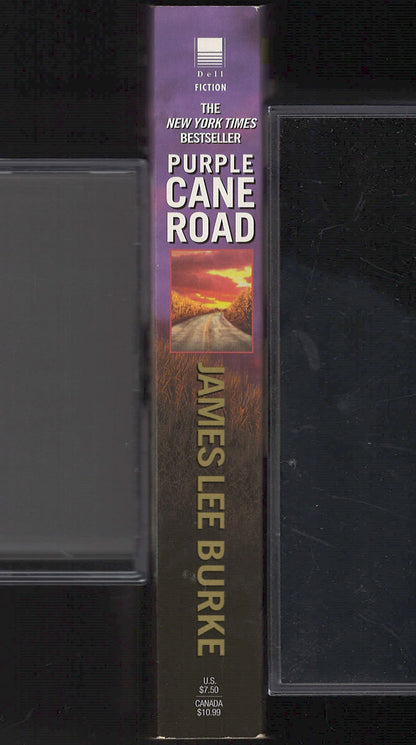 Dell
FICTION
THE
NEW YORK TIMES
BESTSELLER
PURPLE
CANE
ROAD
JAMES LEE BURKE
U.S.
$7.50
CANADA
$10.99